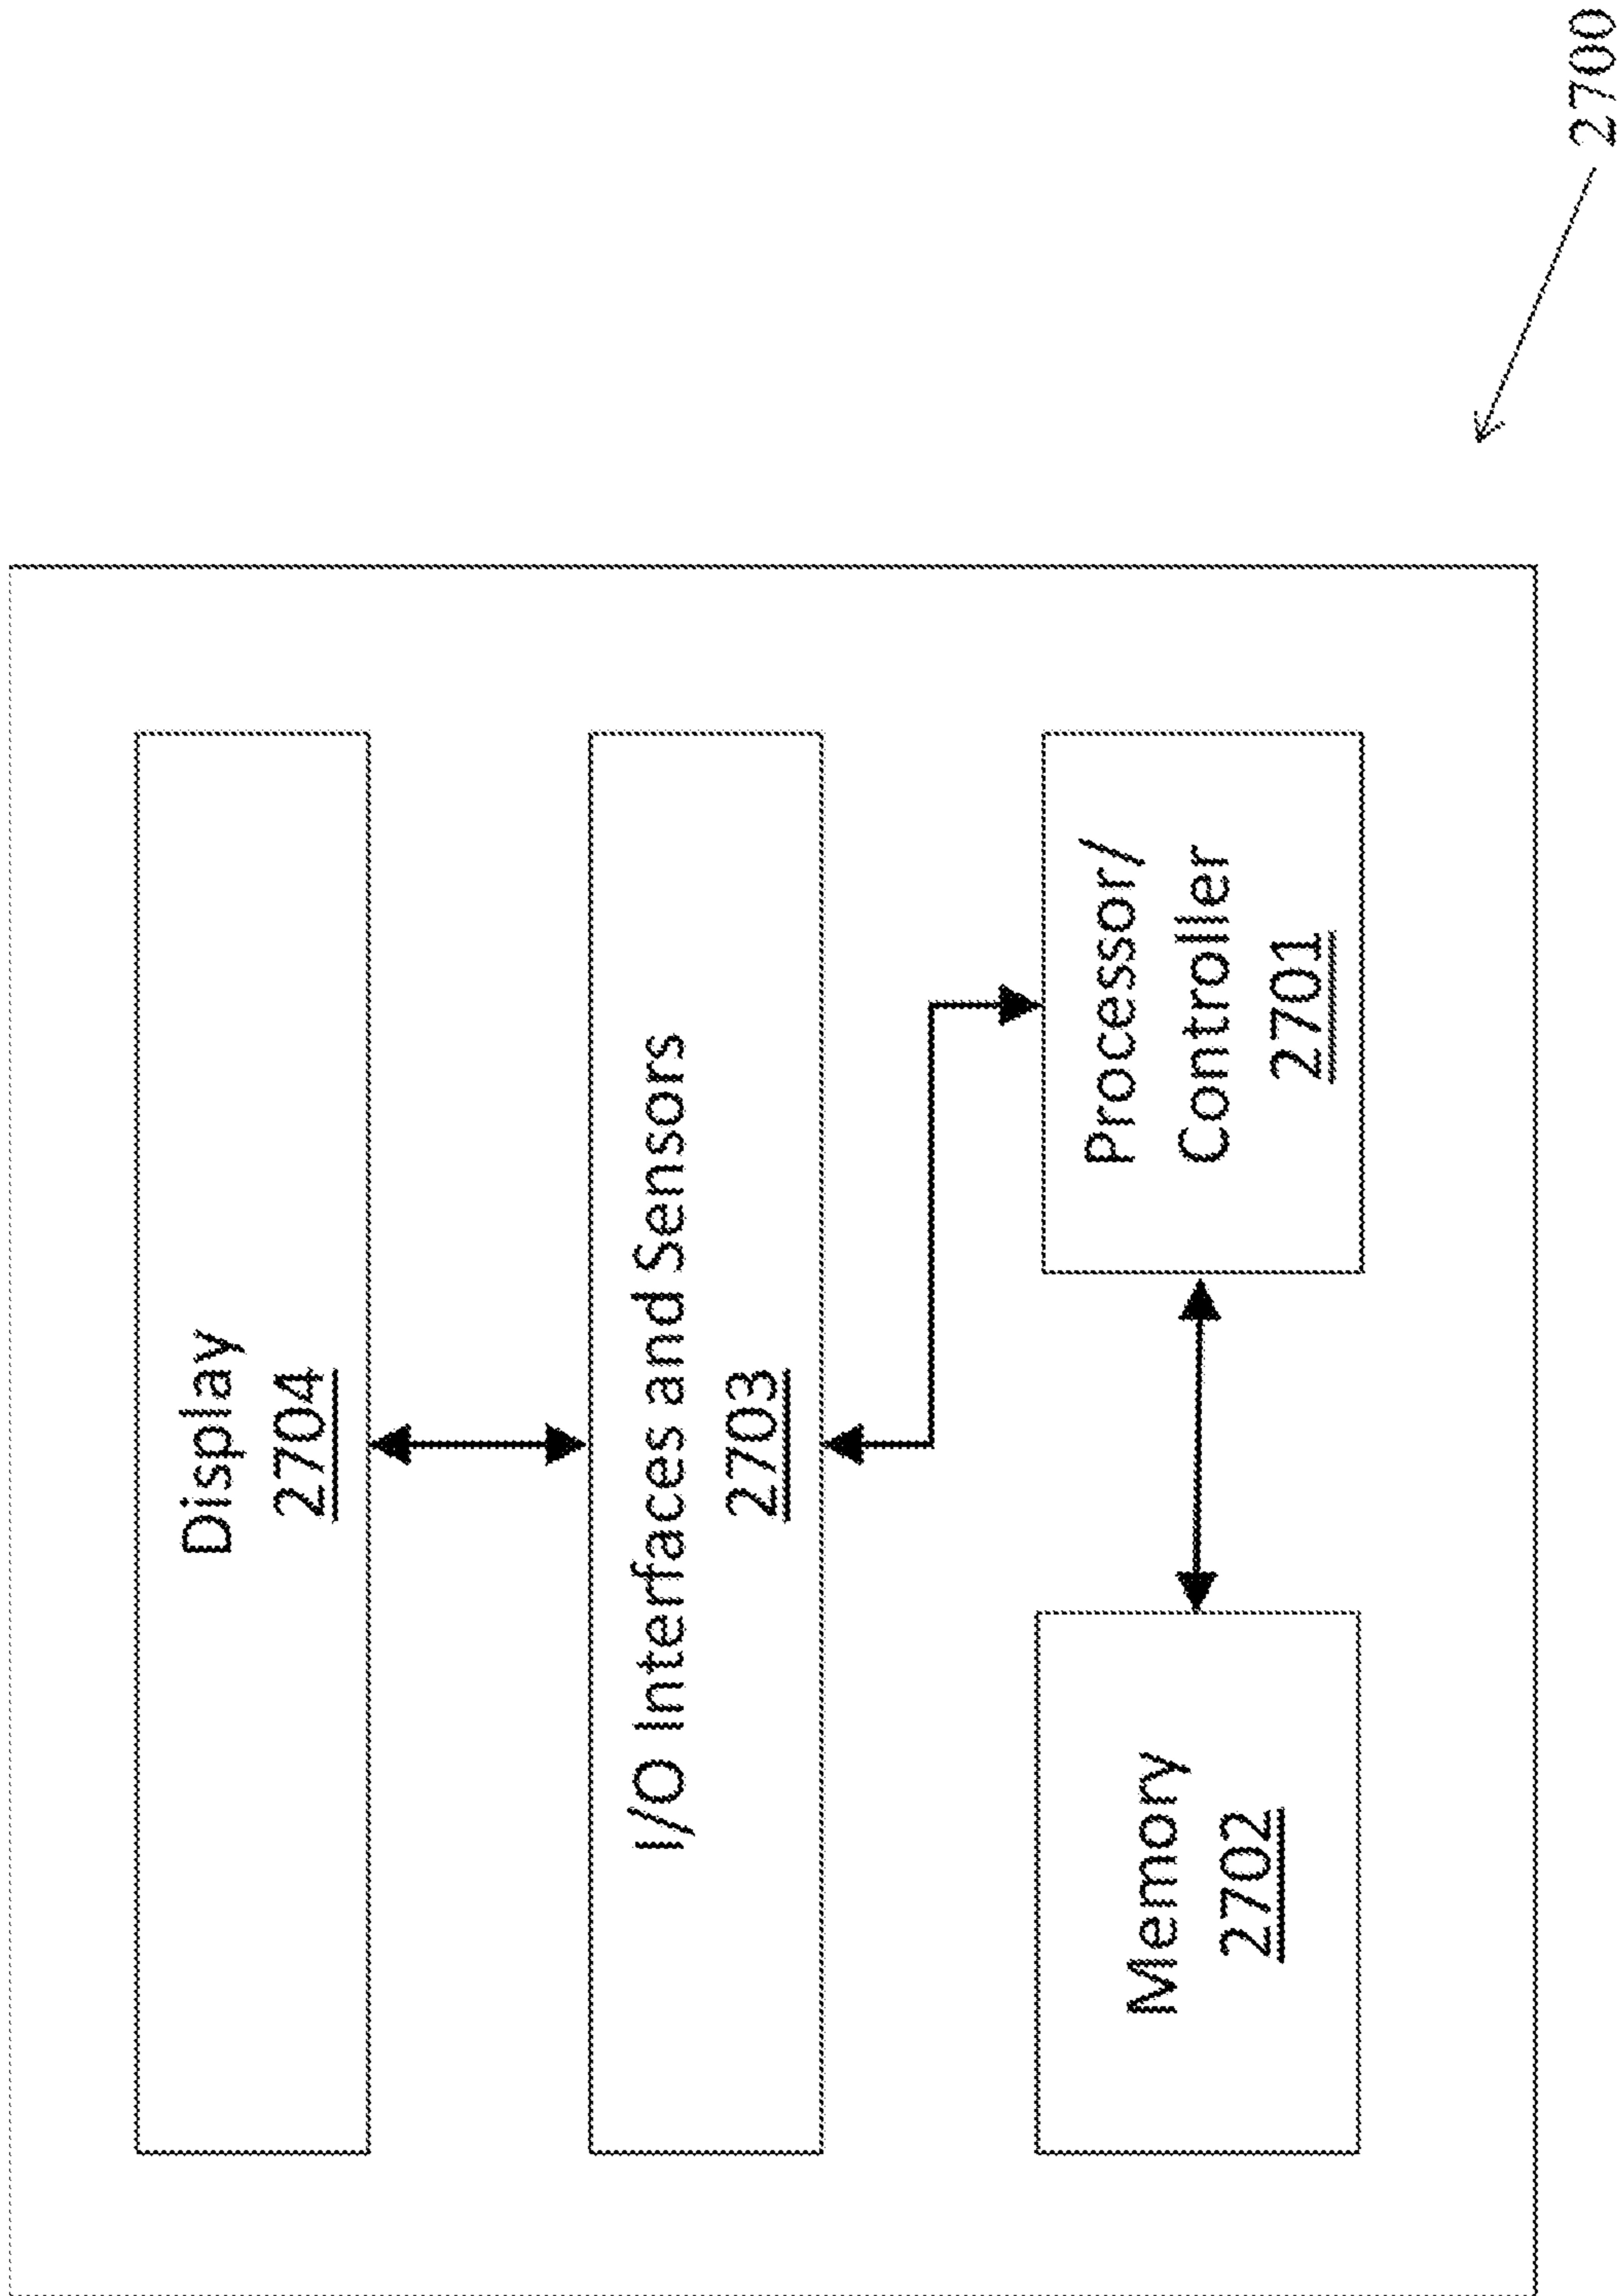 Display
2704
I/O Interfaces and Sensors
2703
Memory
2702
Processor/
Controller
2701
2700